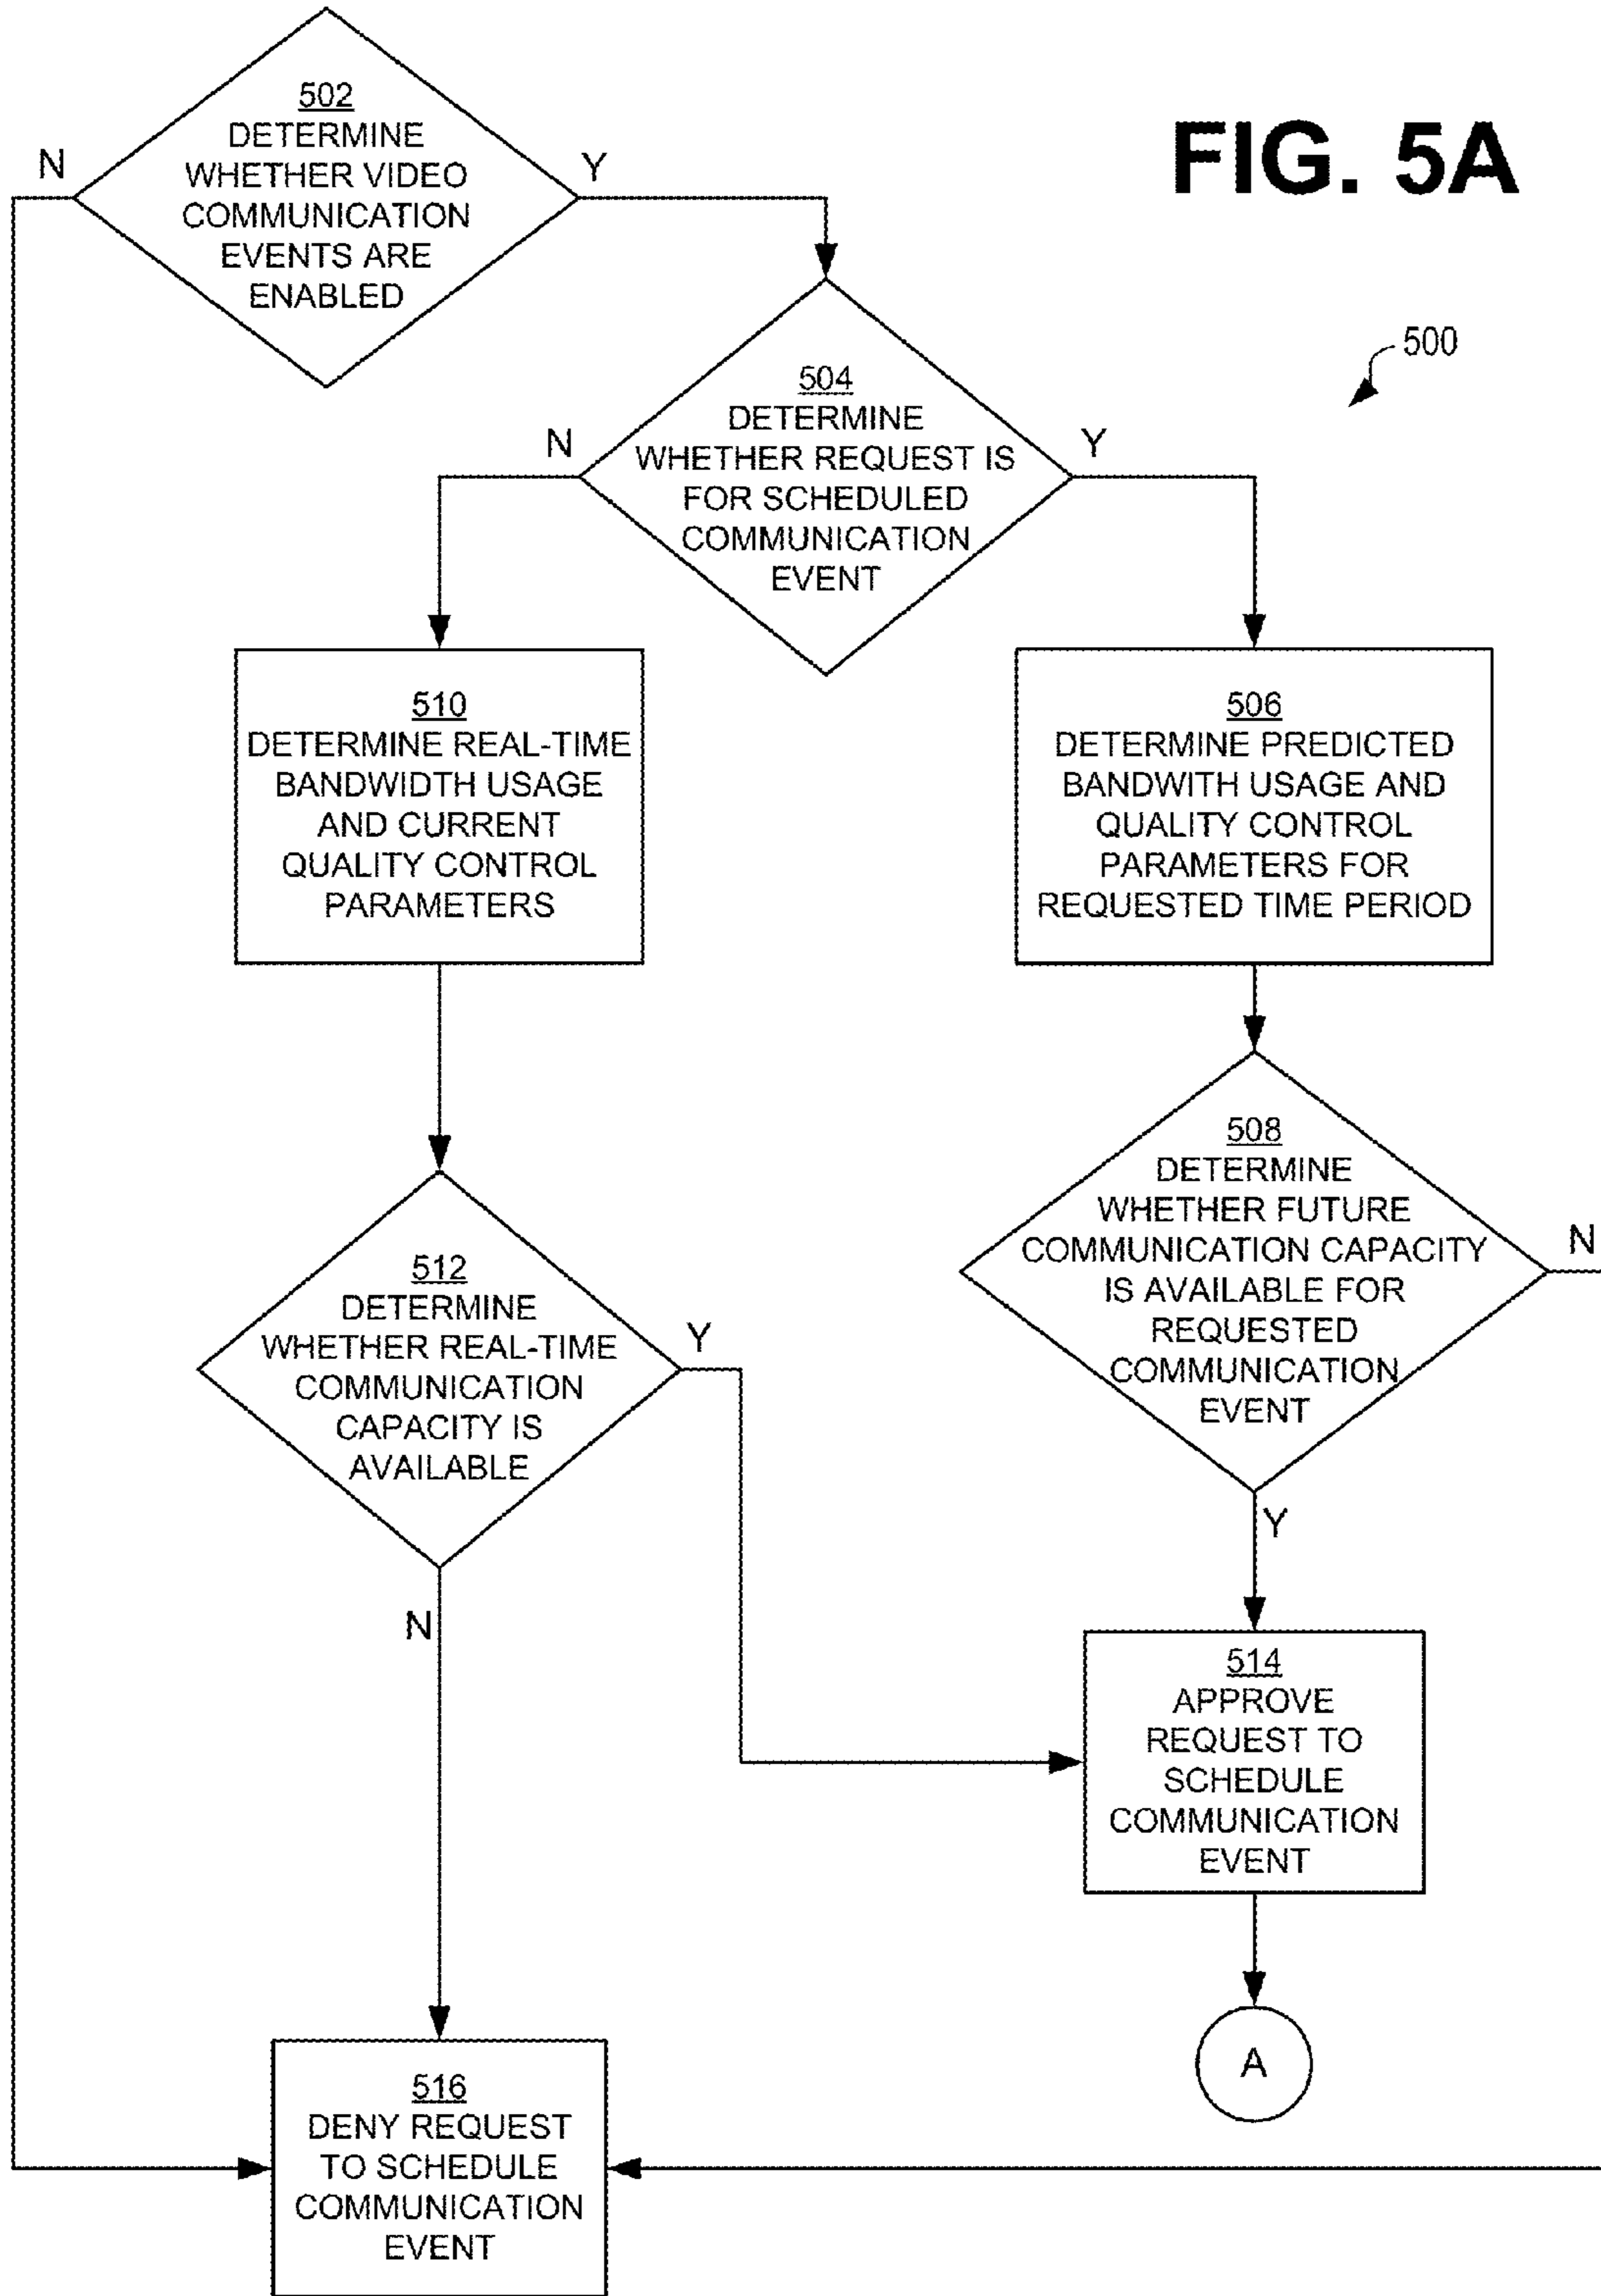 FIG. 5A
500
502
DETERMINE
WHETHER VIDEO
COMMUNICATION
EVENTS ARE
ENABLED
N
Y
504
DETERMINE
WHETHER REQUEST IS
FOR SCHEDULED
COMMUNICATION
EVENT
N
Y
510
DETERMINE REAL-TIME
BANDWIDTH USAGE
AND CURRENT
QUALITY CONTROL
PARAMETERS
506
DETERMINE PREDICTED
BANDWITH USAGE AND
QUALITY CONTROL
PARAMETERS FOR
REQUESTED TIME PERIOD
508
DETERMINE
WHETHER FUTURE
COMMUNICATION CAPACITY
IS AVAILABLE FOR
REQUESTED
COMMUNICATION
EVENT
N
Y
512
DETERMINE
WHETHER REAL-TIME
COMMUNICATION
CAPACITY IS
AVAILABLE
Y
N
514
APPROVE
REQUEST TO
SCHEDULE
COMMUNICATION
EVENT
A
516
DENY REQUEST
TO SCHEDULE
COMMUNICATION
EVENT